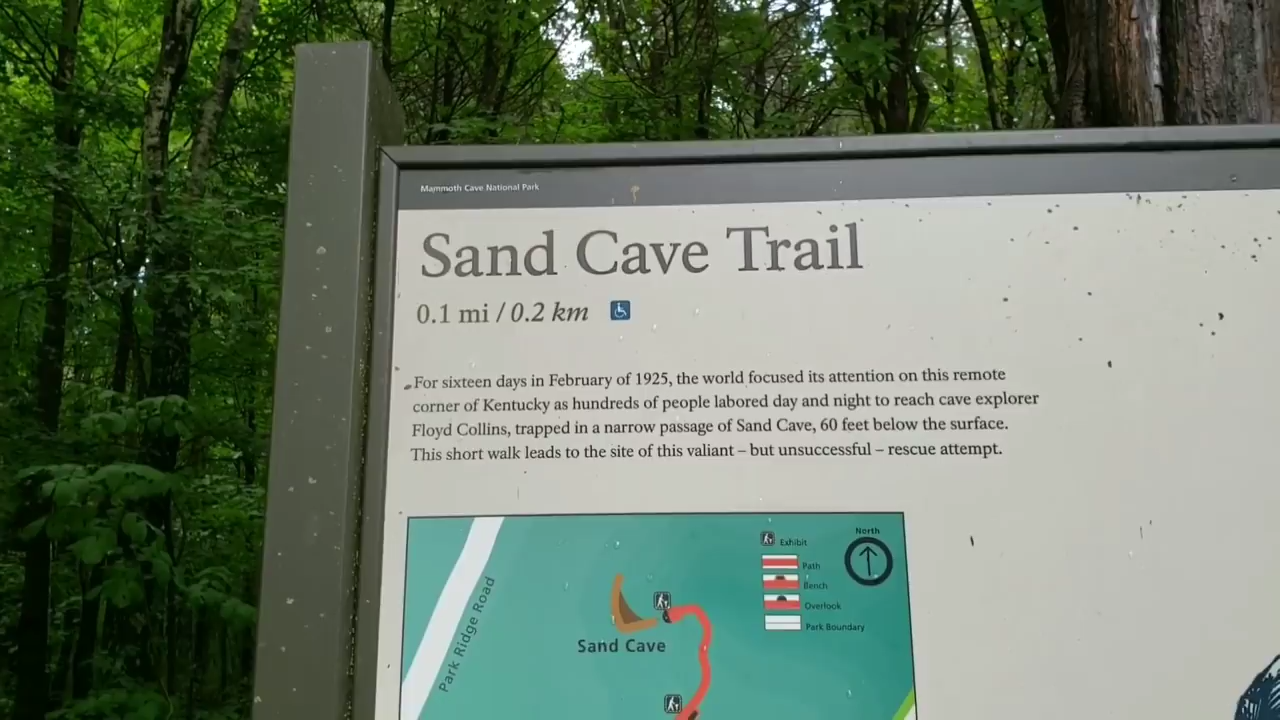 Mammoth Cave National Park
Sand Cave Trail
0.1 mi / 0.2 km
For sixteen days in February of 1925, the world focused its attention on this remote
corner of Kentucky as hundreds of people labored day and night to reach cave explorer
Floyd Collins, trapped in a narrow passage of Sand Cave, 60 feet below the surface.
This short walk leads to the site of this valiant – but unsuccessful – rescue attempt.
North
Exhibit
Path
Bench
Overlook
Park Boundary
Park Ridge Road
Sand Cave